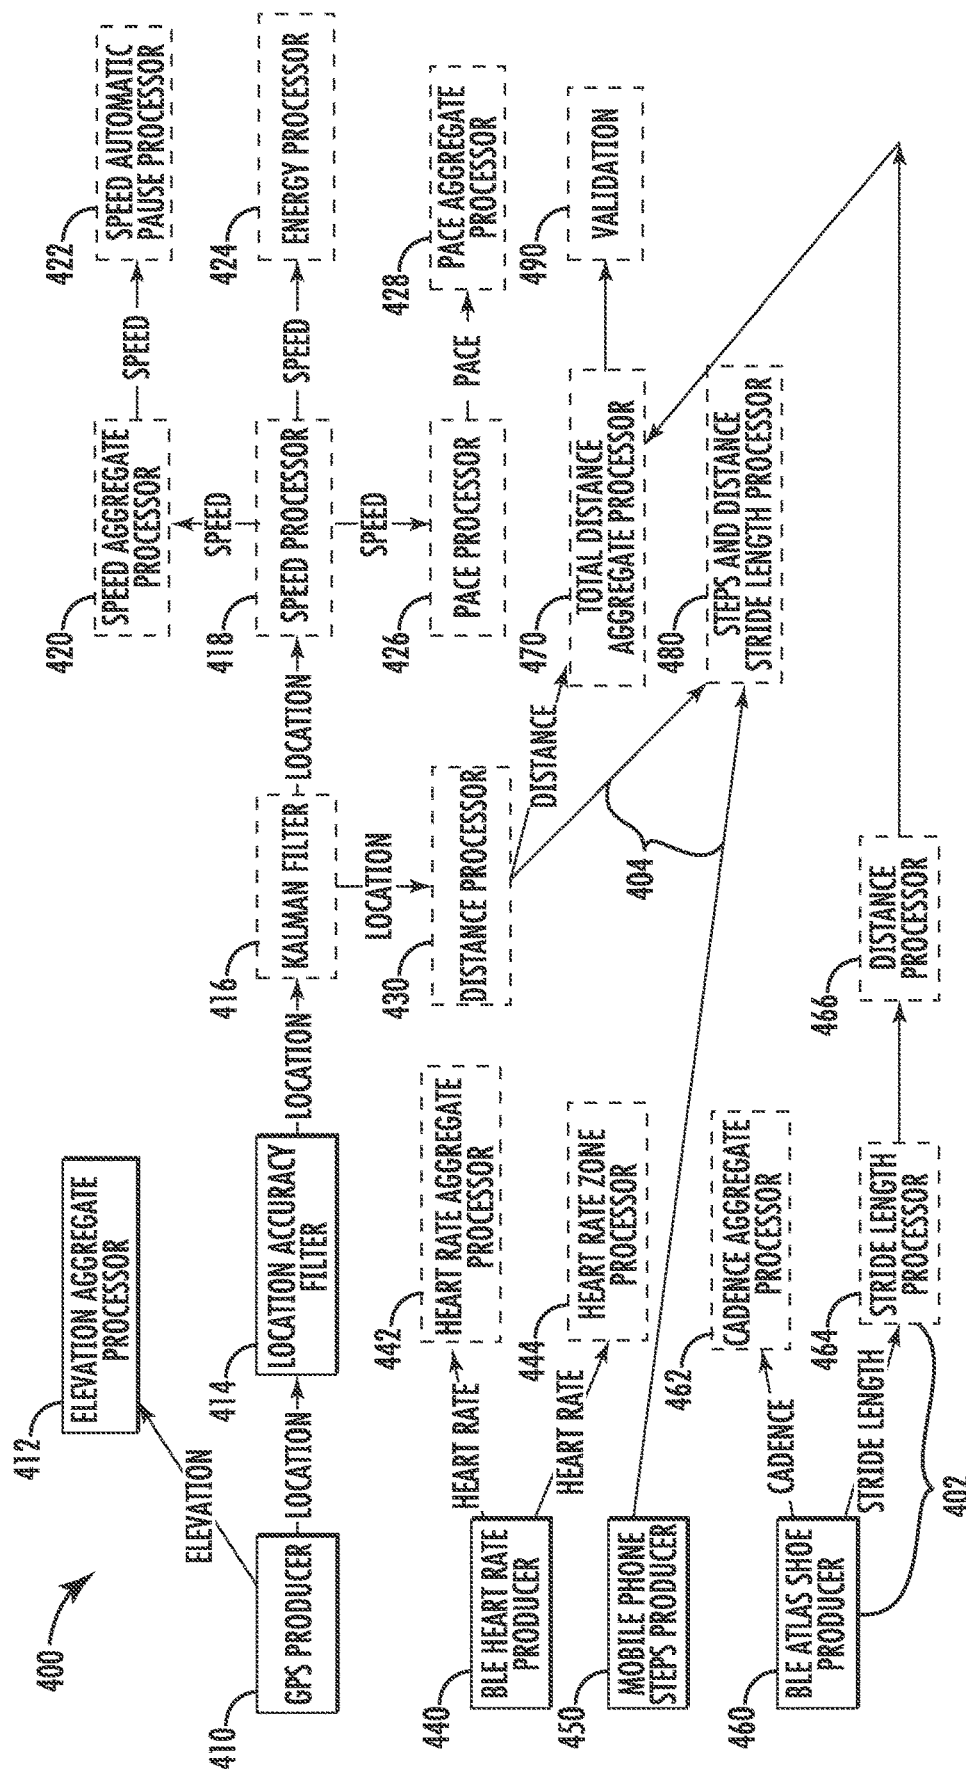 400
412
ELEVATION AGGREGATE
PROCESSOR
ELEVATION
410
GPS PRODUCER
LOCATION
414
LOCATION ACCURACY
FILTER
LOCATION
416
KALMAN FILTER
LOCATION
418
SPEED PROCESSOR
SPEED
420
SPEED AGGREGATE
PROCESSOR
SPEED
422
SPEED AUTOMATIC
PAUSE PROCESSOR
SPEED
424
ENERGY PROCESSOR
SPEED
426
PACE PROCESSOR
PACE
428
PACE AGGREGATE
PROCESSOR
LOCATION
430
DISTANCE PROCESSOR
DISTANCE
404
440
BLE HEART RATE
PRODUCER
HEART RATE
442
HEART RATE AGGREGATE
PROCESSOR
HEART RATE
444
HEART RATE ZONE
PROCESSOR
450
MOBILE PHONE
STEPS PRODUCER
470
TOTAL DISTANCE
AGGREGATE PROCESSOR
490
VALIDATION
480
STEPS AND DISTANCE
STRIDE LENGTH PROCESSOR
460
BLE ATLAS SHOE
PRODUCER
CADENCE
462
CADENCE AGGREGATE
PROCESSOR
STRIDE LENGTH
464
STRIDE LENGTH
PROCESSOR
402
466
DISTANCE
PROCESSOR